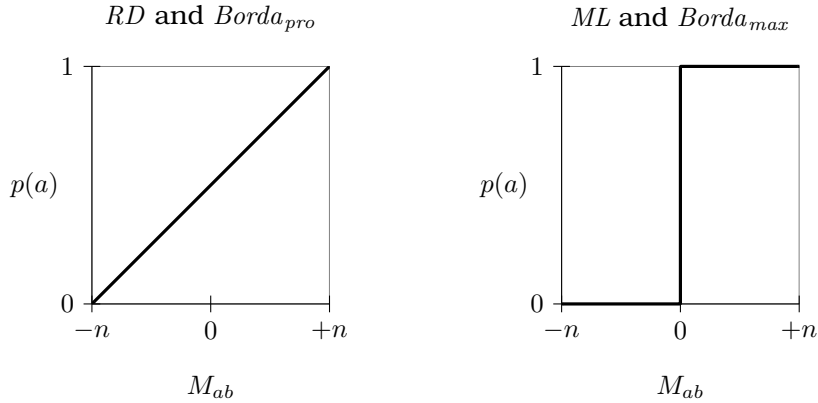 RD and Borda_pro
1
p(a)
0
−n
0
+n
M_ab
ML and Borda_max
1
p(a)
0
−n
0
+n
M_ab